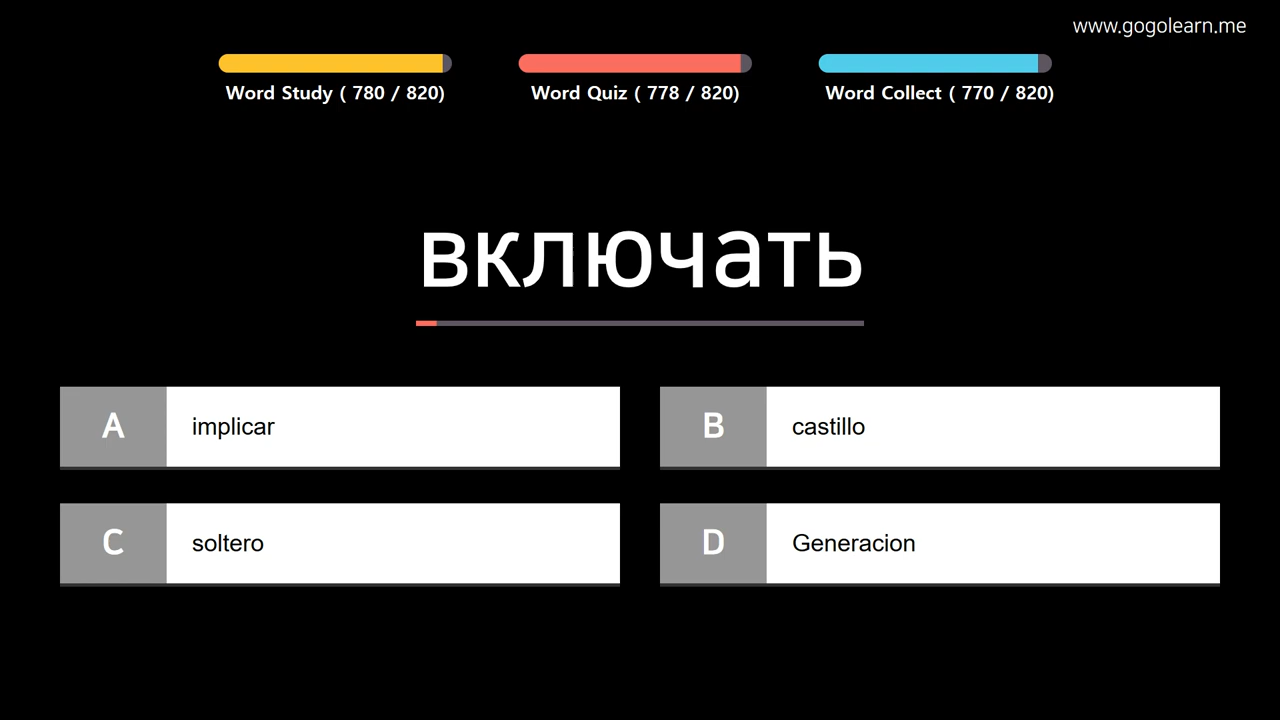 www.gogolearn.me
Word Study ( 780 / 820)
Word Quiz ( 778 / 820)
Word Collect ( 770 / 820)
включать
A implicar
B castillo
C soltero
D Generacion